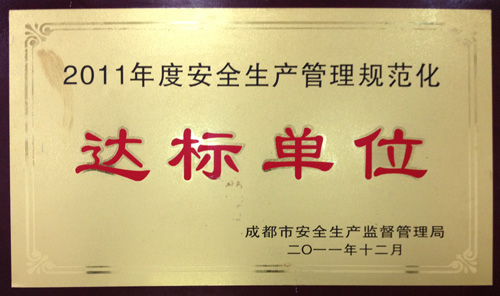 2011年度安全生产管理规范化
达标单位
成都市安全生产监督管理局
二〇一一年十二月